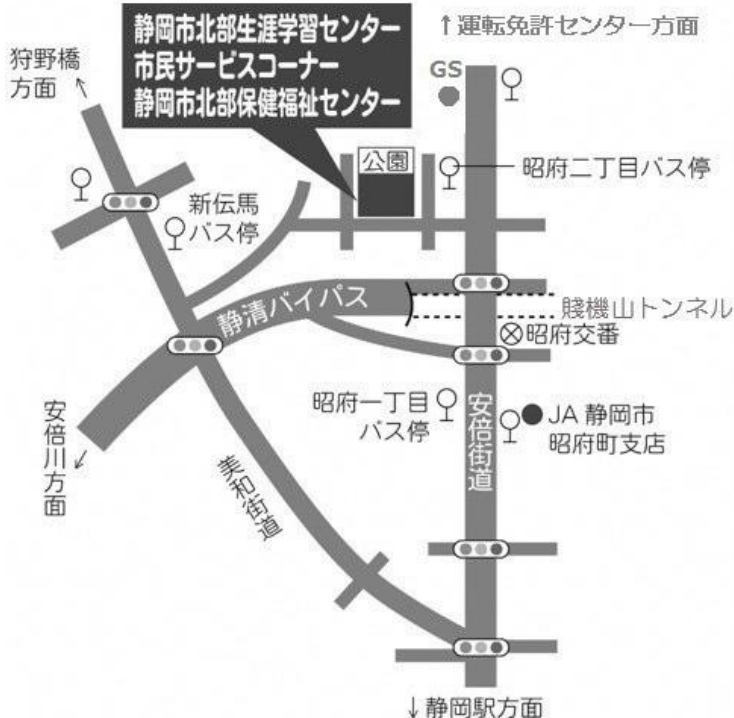 静岡市北部生涯学習センター
市民サービスコーナー
静岡市北部保健福祉センター
↑運転免許センター方面
狩野橋
方面
GS
公園
昭府二丁目バス停
新伝馬
バス停
静清バイパス
賤機山トンネル
昭府交番
安倍川方面
昭府一丁目
バス停
安倍街道
JA 静岡市
昭府町支店
美和街道
↓静岡駅方面